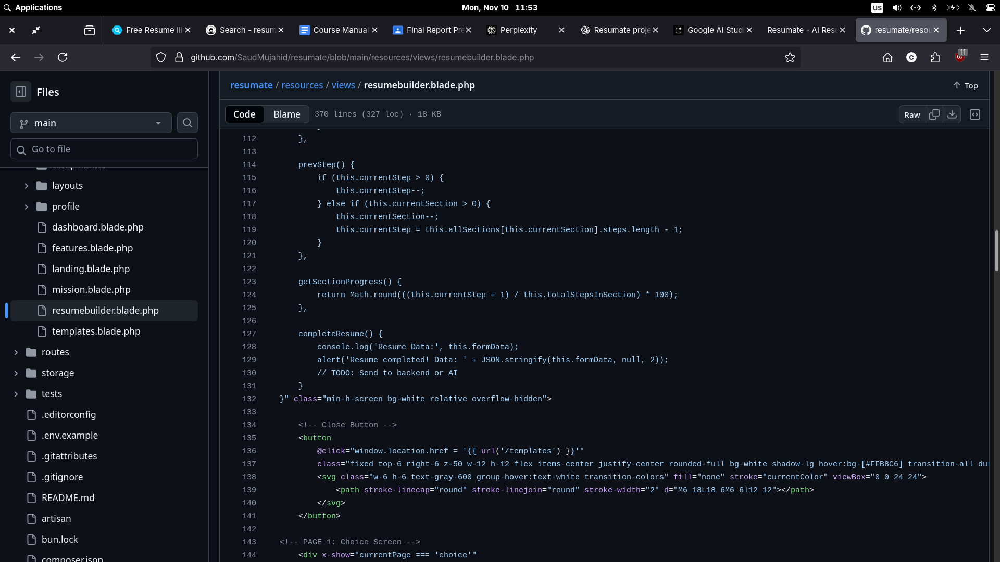 Applications
Mon, Nov 10 11:53
us
Free Resume Ill
Search - resum
Course Manual
Final Report Pre
Perplexity
Resumate proje
Google AI Studi
Resumate - AI Resu
resumate/resou
github.com/SaudMujahid/resumate/blob/main/resources/views/resumebuilder.blade.php
11
Files
main
Go to file
components
layouts
profile
dashboard.blade.php
features.blade.php
landing.blade.php
mission.blade.php
resumebuilder.blade.php
templates.blade.php
routes
storage
tests
.editorconfig
.env.example
.gitattributes
.gitignore
README.md
artisan
bun.lock
composer.json
resumate / resources / views / resumebuilder.blade.php
Top
Code
Blame
370 lines (327 loc) · 18 KB
Raw
112 },
113
114 prevStep() {
115 if (this.currentStep > 0) {
116 this.currentStep--;
117 } else if (this.currentSection > 0) {
118 this.currentSection--;
119 this.currentStep = this.allSections[this.currentSection].steps.length - 1;
120 }
121 },
122
123 getSectionProgress() {
124 return Math.round(((this.currentStep + 1) / this.totalStepsInSection) * 100);
125 },
126
127 completeResume() {
128 console.log('Resume Data:', this.formData);
129 alert('Resume completed! Data: ' + JSON.stringify(this.formData, null, 2));
130 // TODO: Send to backend or AI
131 }
132 }" class="min-h-screen bg-white relative overflow-hidden">
133
134 <!-- Close Button -->
135 <button
136 @click="window.location.href = '{{ url('/templates') }}'"
137 class="fixed top-6 right-6 z-50 w-12 h-12 flex items-center justify-center rounded-full bg-white shadow-lg hover:bg-[#FFB8C6] transition-all dur
138 <svg class="w-6 h-6 text-gray-600 group-hover:text-white transition-colors" fill="none" stroke="currentColor" viewBox="0 0 24 24">
139 <path stroke-linecap="round" stroke-linejoin="round" stroke-width="2" d="M6 18L18 6M6 6l12 12"></path>
140 </svg>
141 </button>
142
143 <!-- PAGE 1: Choice Screen -->
144 <div x-show="currentPage === 'choice'"